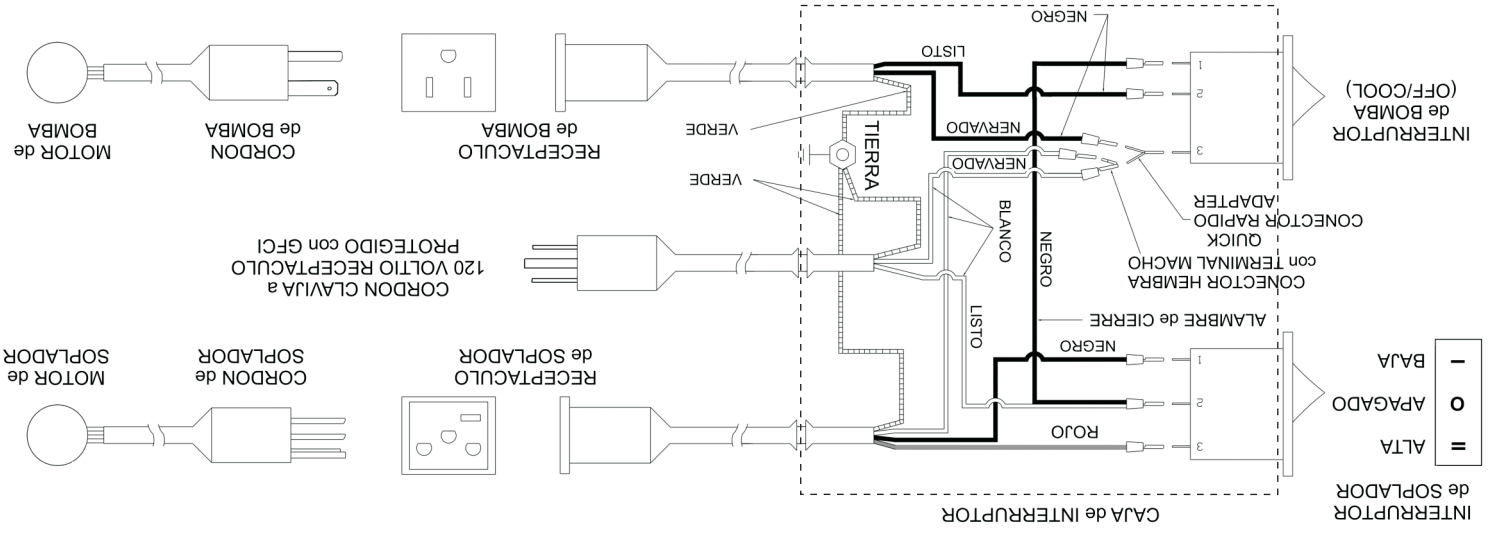 INTERRUPTOR
de SOPLADOR
CAJA de INTERRUPTOR
= ALTA
O APAGADO
– BAJA
3
2
1
ROJO
NEGRO
ALAMBRE de CIERRE
LISTO
NEGRO
BLANCO
RECEPTACULO
de SOPLADOR
CORDON de
SOPLADOR
MOTOR de
SOPLADOR
CONECTOR HEMBRA
con TERMINAL MACHO
QUICK
CONECTOR RAPIDO
ADAPTER
CORDON CLAVIJA a
120 VOLTIO RECEPTACULO
PROTEGIDO con GFCI
INTERRUPTOR
de BOMBA
(OFF/COOL)
3
2
1
NERVADO
NERVADO
LISTO
NEGRO
TIERRA
VERDE
VERDE
RECEPTACULO
de BOMBA
CORDON
de BOMBA
MOTOR de
BOMBA